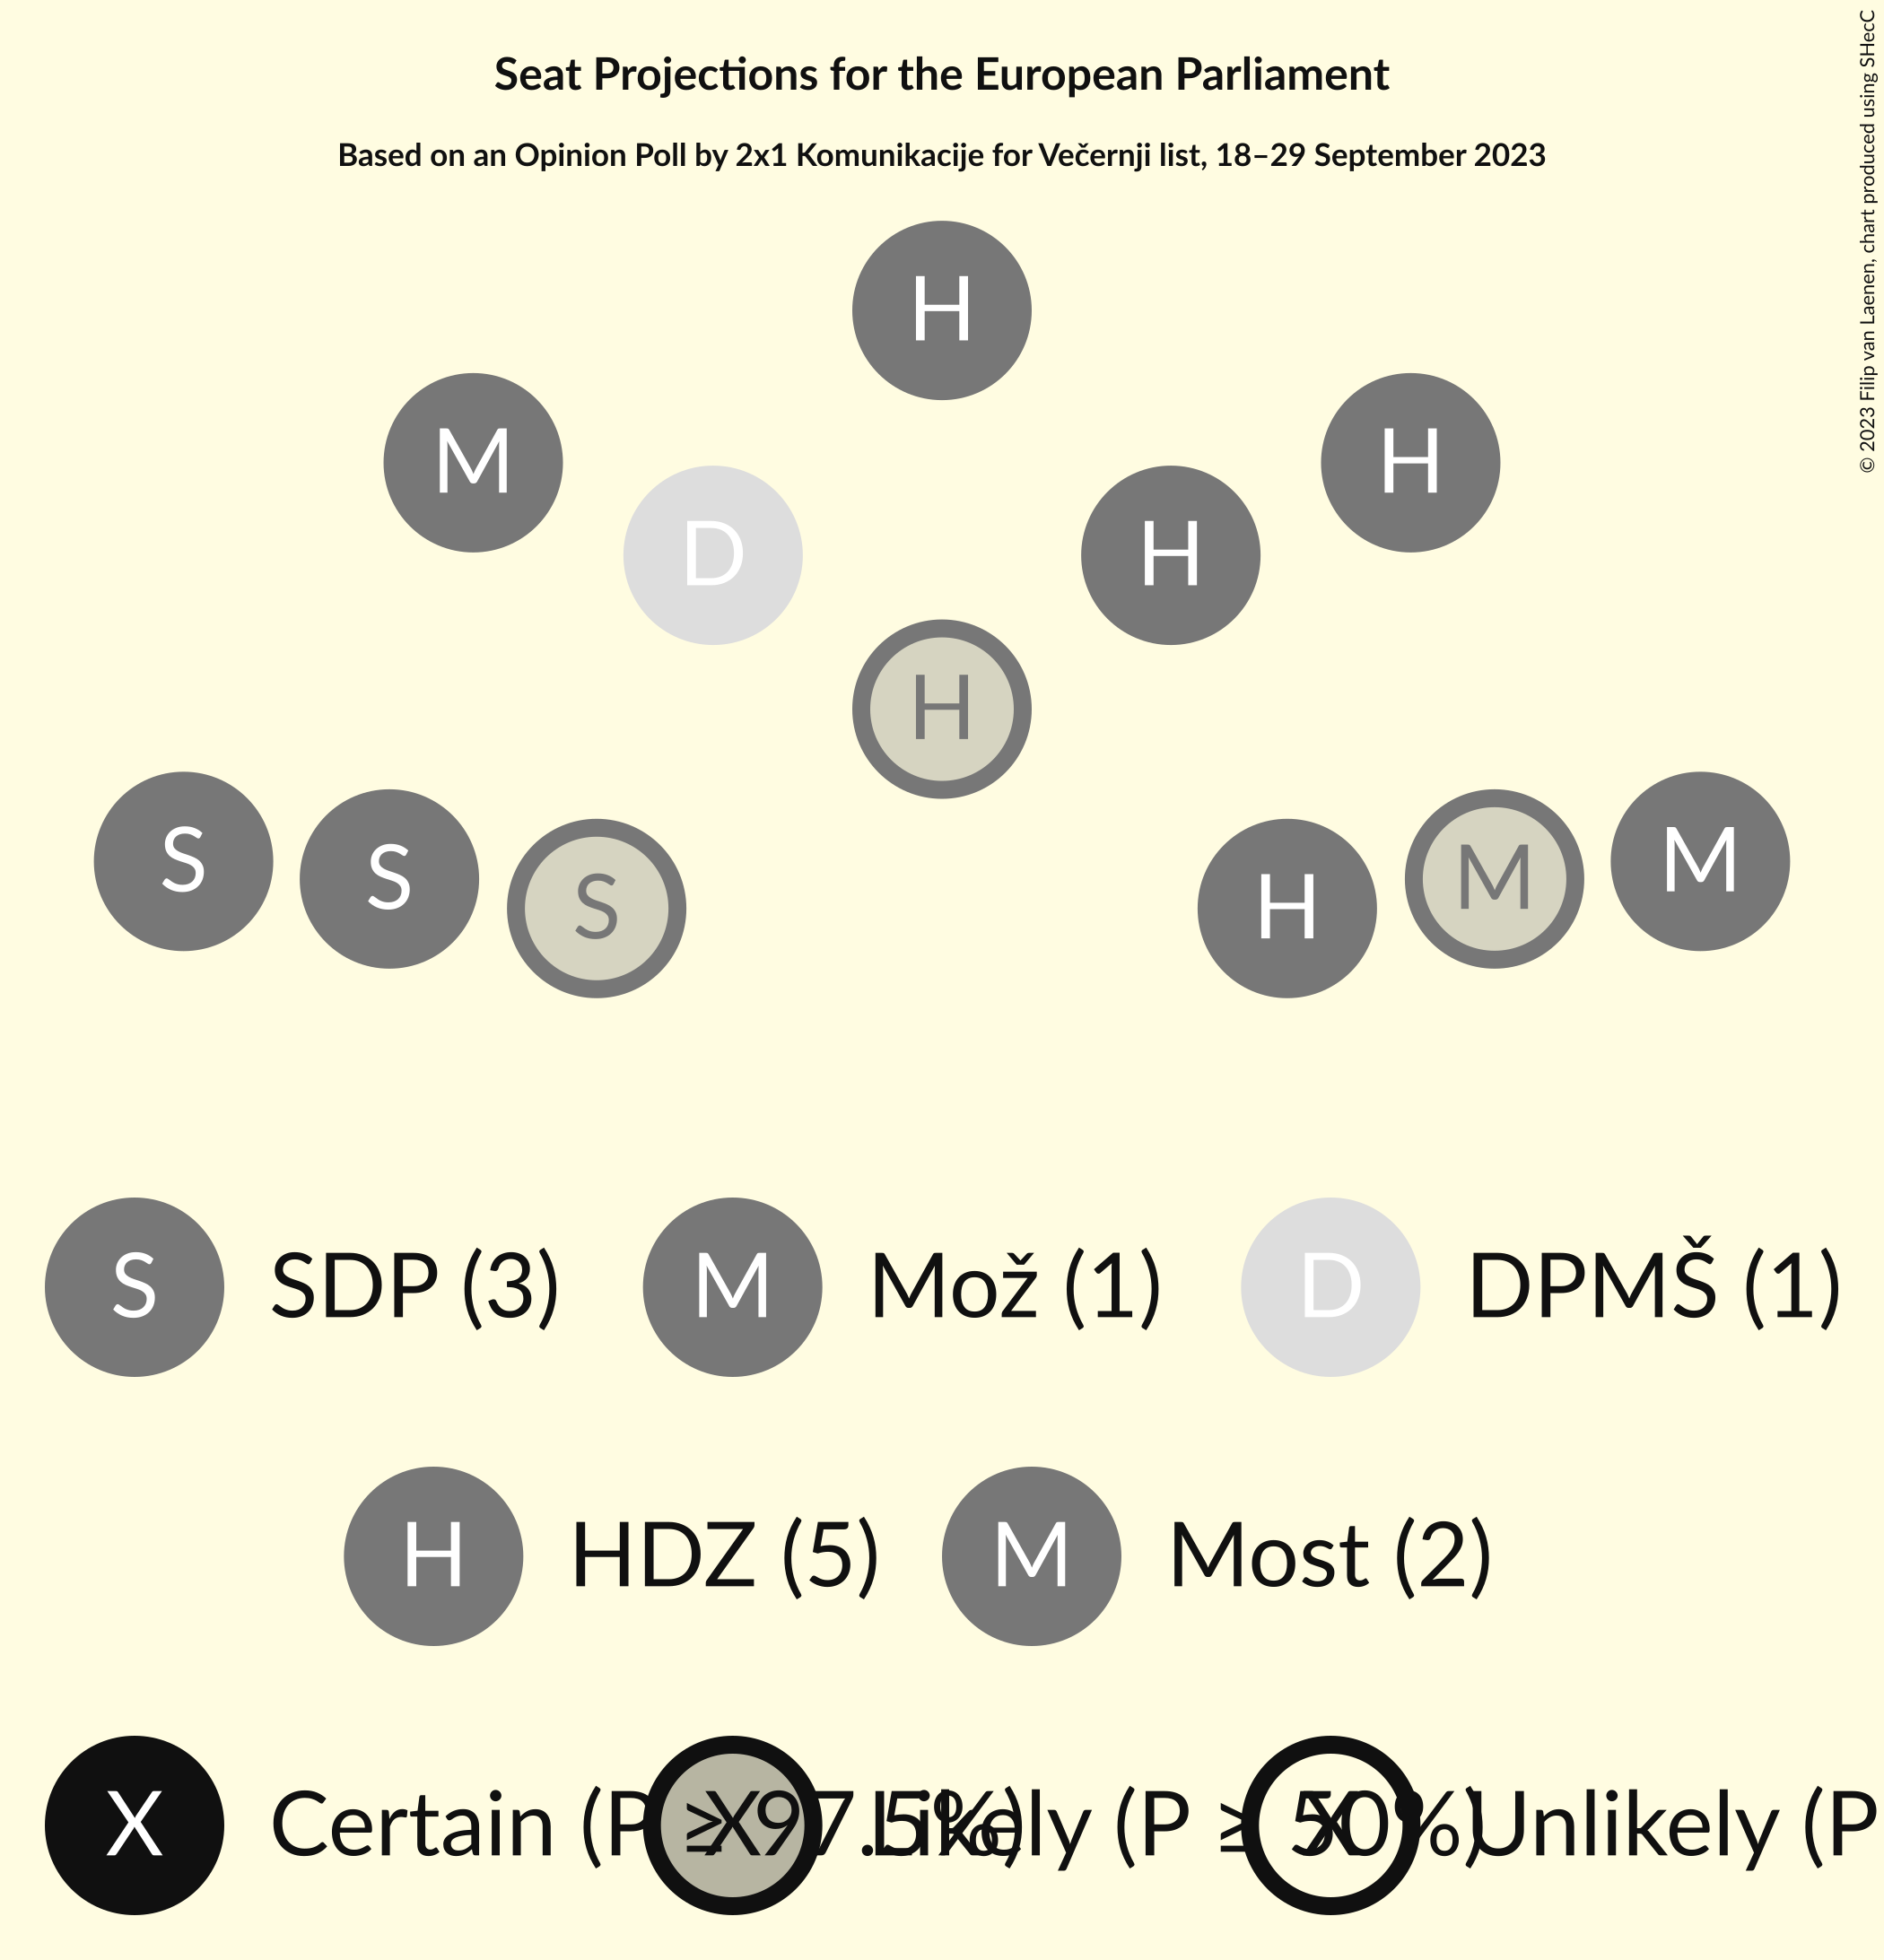 Seat Projections for the European Parliament
Based on an Opinion Poll by 2x1 Komunikacije for Večernji list, 18–29 September 2023
© 2023 Filip van Laenen, chart produced using SHecC
H
M
H
D
H
H
S
S
S
H
M
M
S SDP (3) M Mož (1) D DPMŠ (1)
H HDZ (5) M Most (2)
X Certain (P ≥ 97.5%) X Likely (P ≥ 50%) X Unlikely (P